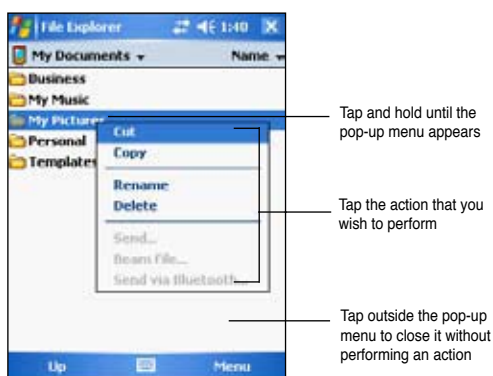 File Explorer 1:40
My Documents Name
Business
My Music
My Pictures
Personal
Templates
Cut
Copy
Rename
Delete
Send...
Beam File...
Send via Bluetooth...
Up Menu
Tap and hold until the
pop-up menu appears
Tap the action that you
wish to perform
Tap outside the pop-up
menu to close it without
performing an action